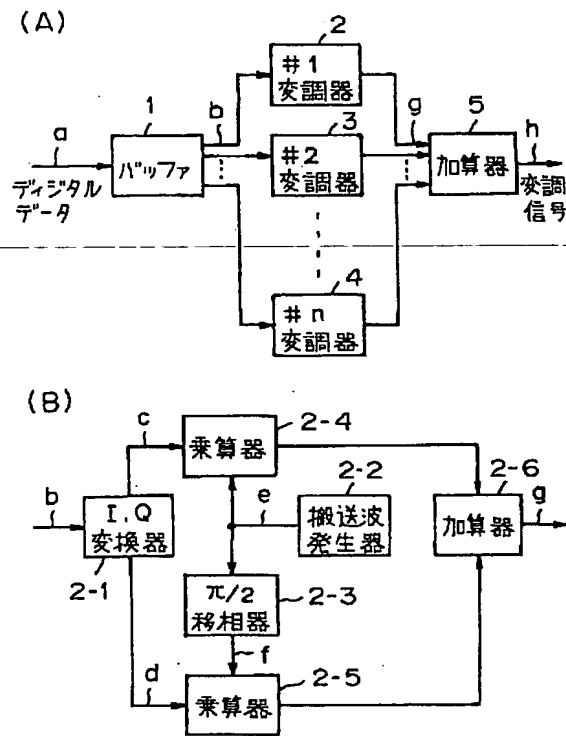 (A)
2
#1
変調器
1
b
3
g
5
a
バッファ
#2
変調器
加算器
h
ディジタル
データ
変調
信号
4
#n
変調器
(B)
c
乗算器
2-4
b
2-2
2-6
I,Q
変換器
e
搬送波
発生器
加算器
g
2-1
π/2
移相器
2-3
f
d
2-5
乗算器